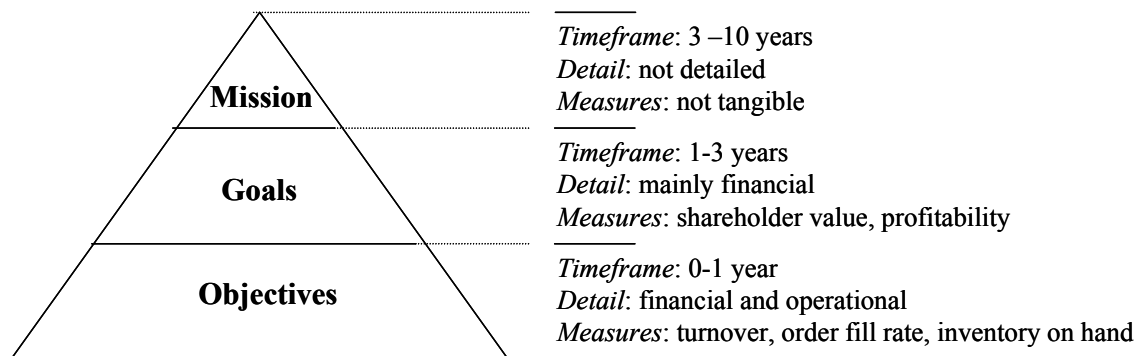 Timeframe: 3 –10 years
Detail: not detailed
Mission
Measures: not tangible
Timeframe: 1-3 years
Goals
Detail: mainly financial
Measures: shareholder value, profitability
Timeframe: 0-1 year
Objectives
Detail: financial and operational
Measures: turnover, order fill rate, inventory on hand